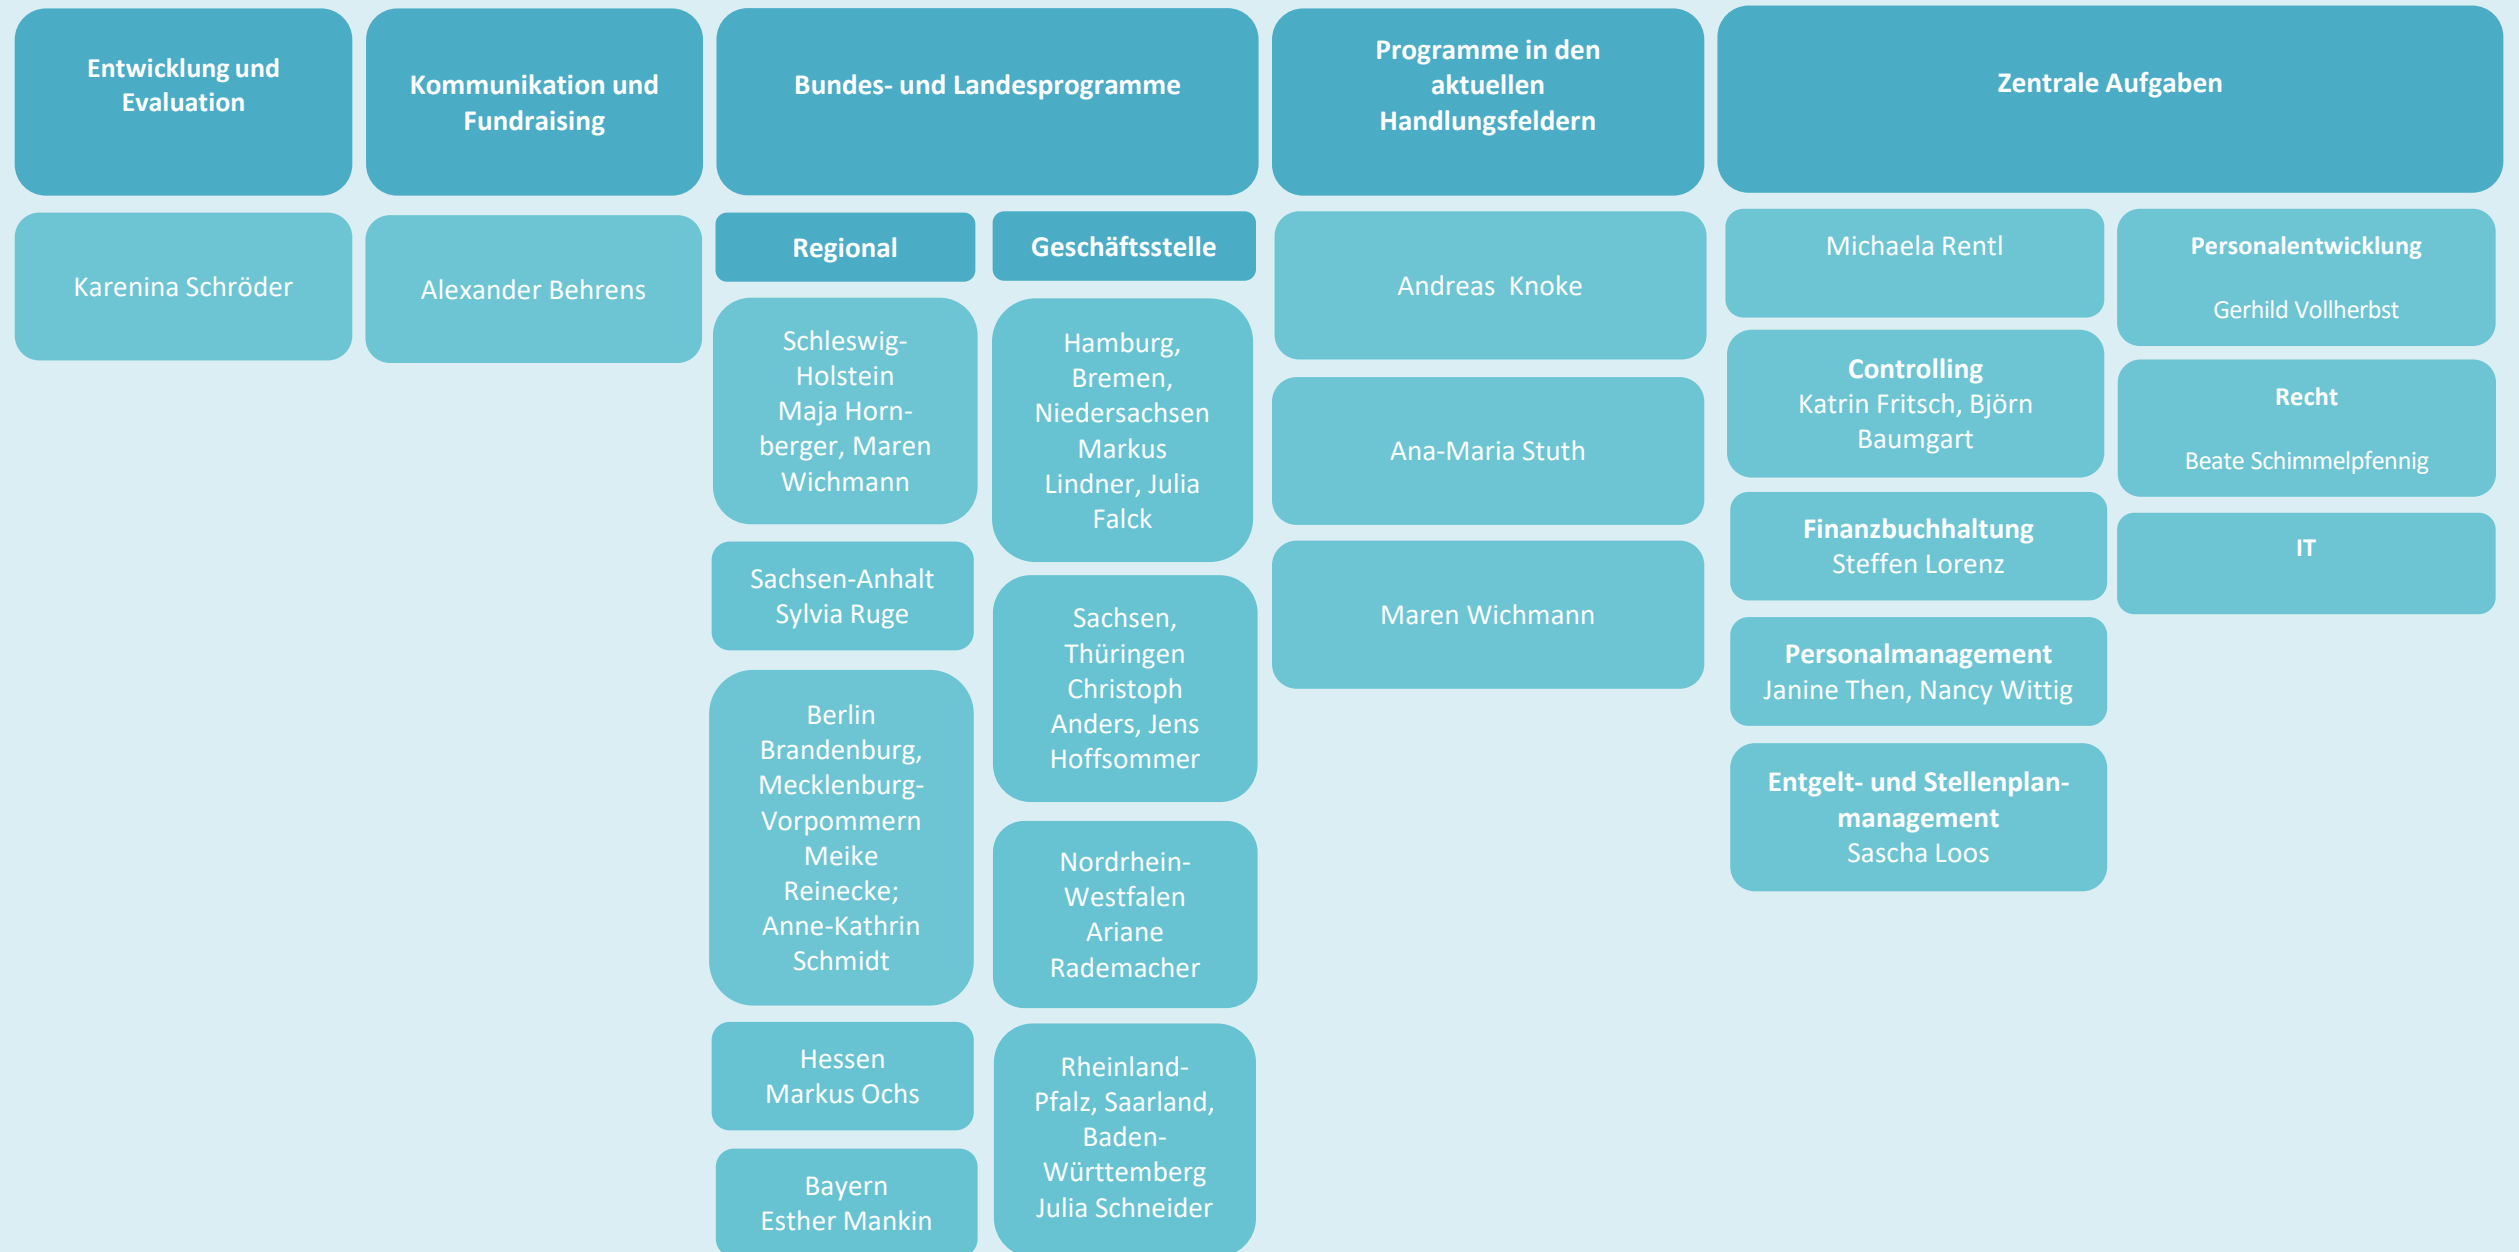 Entwicklung und
Evaluation
Kommunikation und
Fundraising
Bundes- und Landesprogramme
Programme in den
aktuellen
Handlungsfeldern
Zentrale Aufgaben
Karenina Schröder
Alexander Behrens
Regional
Schleswig-
Holstein
Maja Horn-
berger, Maren
Wichmann
Sachsen-Anhalt
Sylvia Ruge
Berlin
Brandenburg,
Mecklenburg-
Vorpommern
Meike
Reinecke;
Anne-Kathrin
Schmidt
Hessen
Markus Ochs
Bayern
Esther Mankin
Geschäftsstelle
Hamburg,
Bremen,
Niedersachsen
Markus
Lindner, Julia
Falck
Sachsen,
Thüringen
Christoph
Anders, Jens
Hoffsommer
Nordrhein-
Westfalen
Ariane
Rademacher
Rheinland-
Pfalz, Saarland,
Baden-
Württemberg
Julia Schneider
Andreas  Knoke
Ana-Maria Stuth
Maren Wichmann
Michaela Rentl
Controlling
Katrin Fritsch, Björn
Baumgart
Finanzbuchhaltung
Steffen Lorenz
Personalmanagement
Janine Then, Nancy Wittig
Entgelt- und Stellenplan-
management
Sascha Loos
Personalentwicklung
Gerhild Vollherbst
Recht
Beate Schimmelpfennig
IT